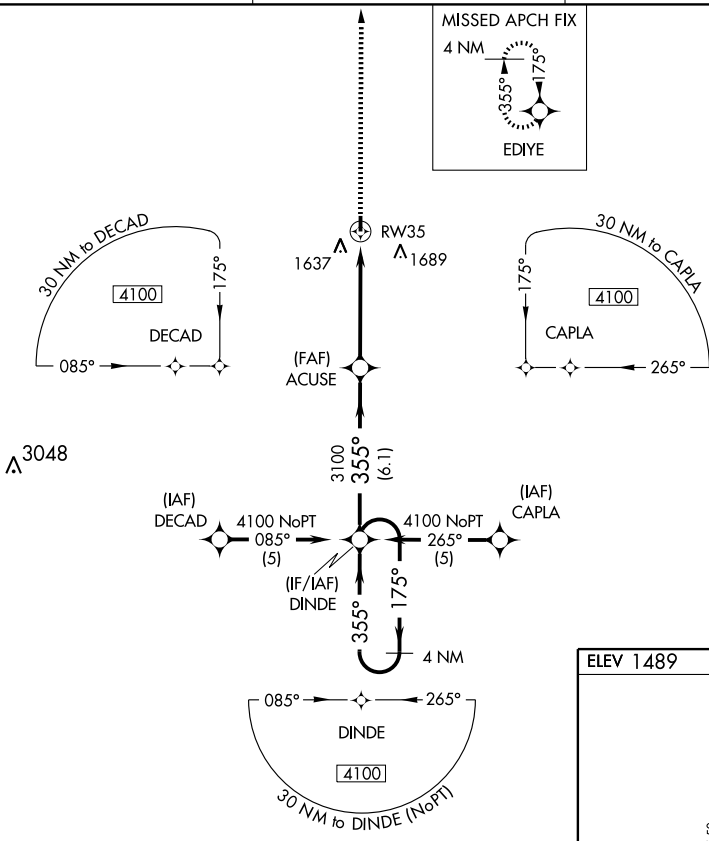 MISSED APCH FIX
4 NM
355°
175°
EDIYE
30 NM to DECAD
4100
175°
DECAD
085°
RW35
1637
1689
30 NM to CAPLA
175°
4100
CAPLA
265°
(FAF)
ACUSE
3048
3100
355°
(6.1)
(IAF)
DECAD
4100 NoPT
085°
(5)
4100 NoPT
265°
(5)
(IAF)
CAPLA
(IF/IAF)
DINDE
355°
175°
4 NM
085°
265°
DINDE
4100
30 NM to DINDE (NoPT)
ELEV 1489